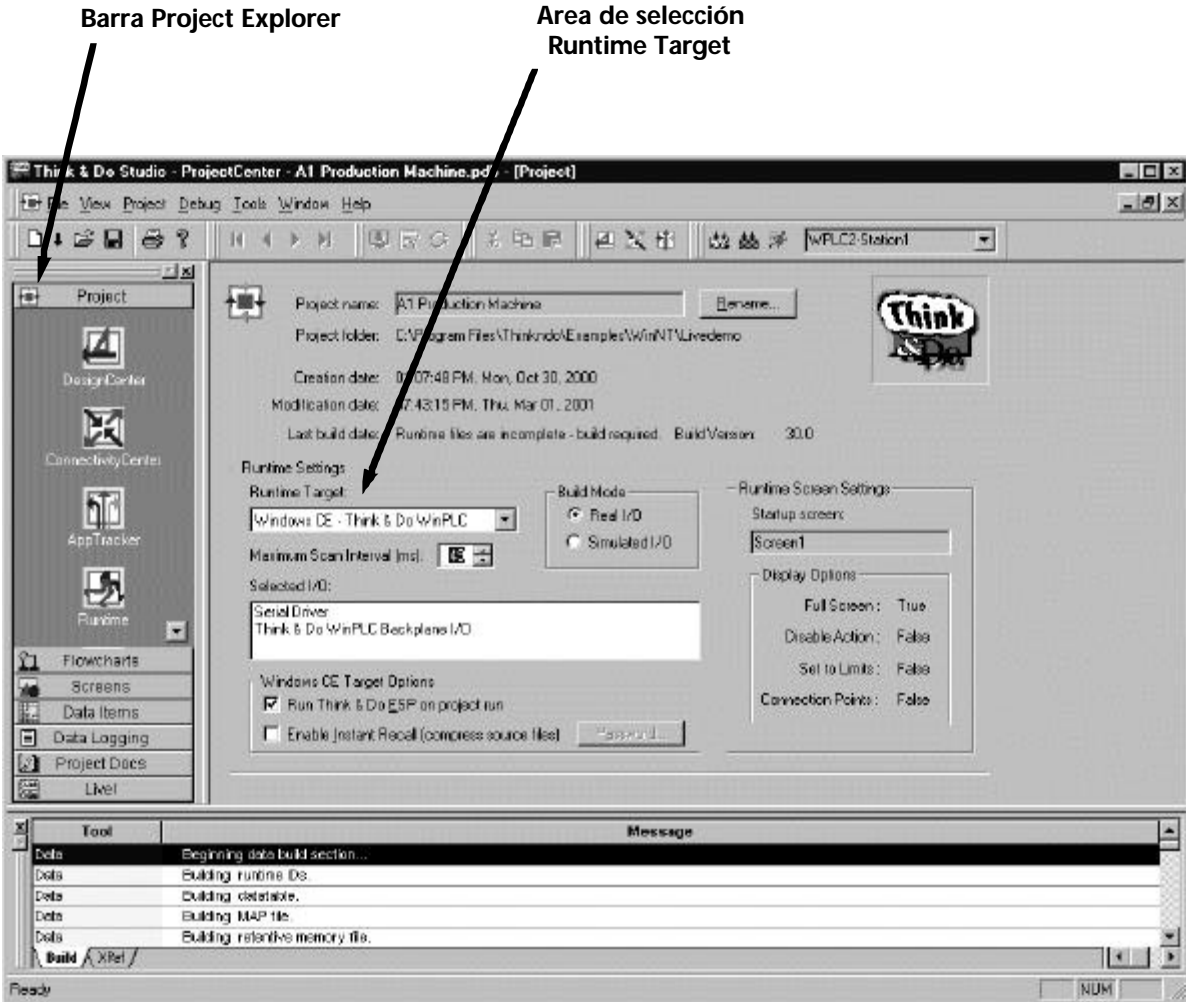 Barra Project Explorer
Area de selección
Runtime Target
Think & Do Studio - ProjectCenter - A1 Production Machine.pdb - [Project]
File View Project Debug Tools Window Help
WPLC2-Station1
Project
DesignCenter
ConnectivityCenter
AppTracker
Runtime
Flowcharts
Screens
Data Items
Data Logging
Project Docs
Live!
Project name: A1 Production Machine Rename...
Think
& Do
Project folder: C:\Program Files\Thinkndo\Examples\WinNT\Livedemo
Creation date: :07:48 PM, Mon, Oct 30, 2000
Modification date: :43:15 PM, Thu, Mar 01, 2001
Last build date: Runtime files are incomplete - build required. Build Version: 30.0
Runtime Settings
Runtime Target:
Windows CE - Think & Do WinPLC
Maximum Scan Interval (ms):
Selected I/O:
Serial Driver
Think & Do WinPLC Backplane I/O
Build Mode
Real I/O
Simulated I/O
Windows CE Target Options
Run Think & Do ESP on project run
Enable Instant Recall (compress source files) Password...
Runtime Screen Settings
Startup screen:
Screen1
Display Options
Full Screen : True
Disable Action : False
Set to Limits : False
Connection Points : False
Tool Message
Data Beginning data build section...
Data Building runtime IDs.
Data Building datatable.
Data Building MAP file.
Data Building retentive memory file.
Build XRef
Ready NUM